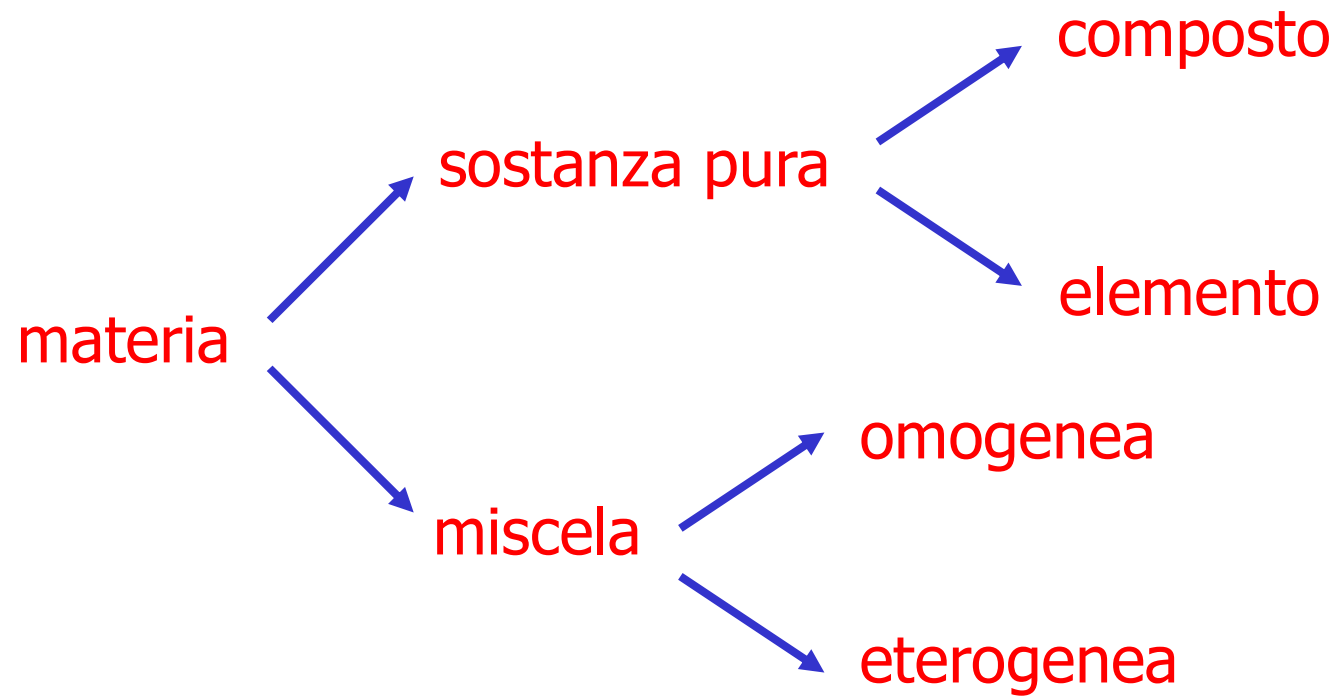 composto
sostanza pura
elemento
materia
omogenea
miscela
eterogenea